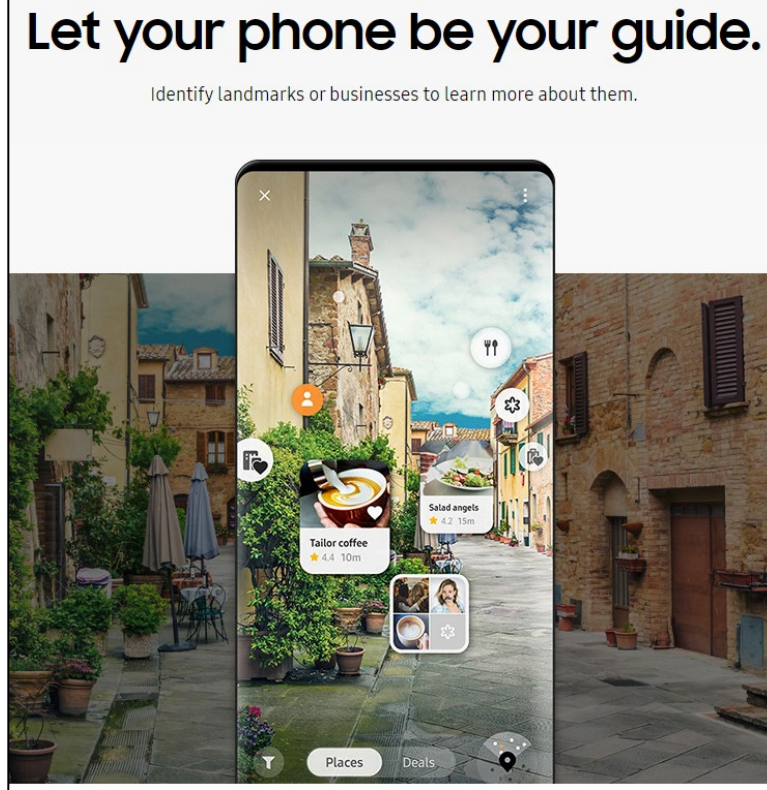 Let your phone be your guide.
Identify landmarks or businesses to learn more about them.
Salad angels
4.2 15m
Tailor coffee
4.4 10m
Places Deals